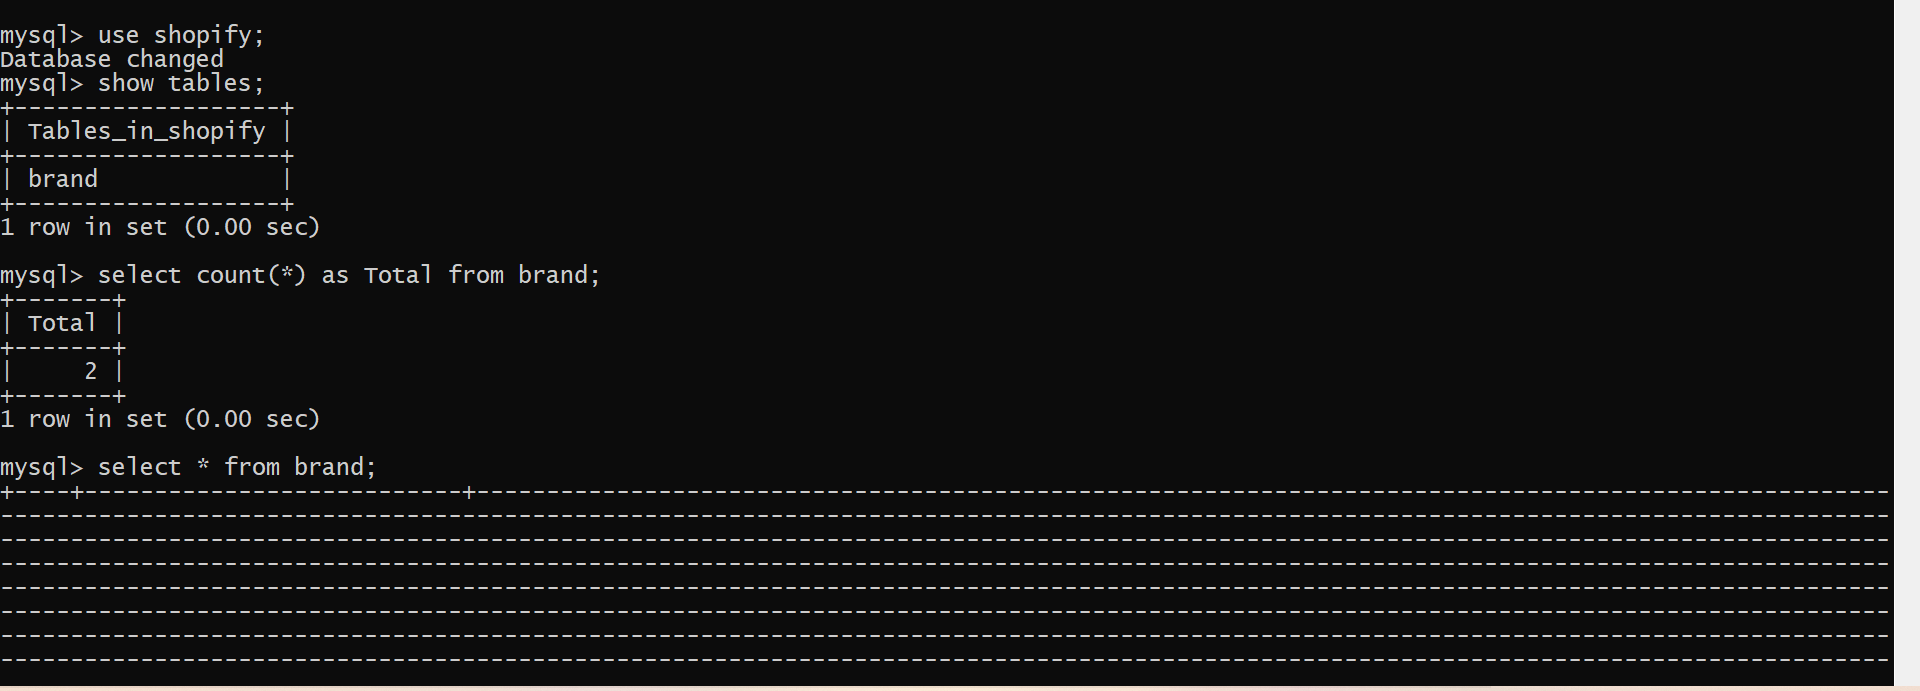 mysql> use shopify;
Database changed
mysql> show tables;
+-------------------+
| Tables_in_shopify |
+-------------------+
| brand             |
+-------------------+
1 row in set (0.00 sec)

mysql> select count(*) as Total from brand;
+-------+
| Total |
+-------+
|     2 |
+-------+
1 row in set (0.00 sec)

mysql> select * from brand;
+----+---------------------------+-----------------------------------------------------------------------------------------------------
---------------------------------------------------------------------------------------------------------------------------------------
---------------------------------------------------------------------------------------------------------------------------------------
---------------------------------------------------------------------------------------------------------------------------------------
---------------------------------------------------------------------------------------------------------------------------------------
---------------------------------------------------------------------------------------------------------------------------------------
---------------------------------------------------------------------------------------------------------------------------------------
---------------------------------------------------------------------------------------------------------------------------------------